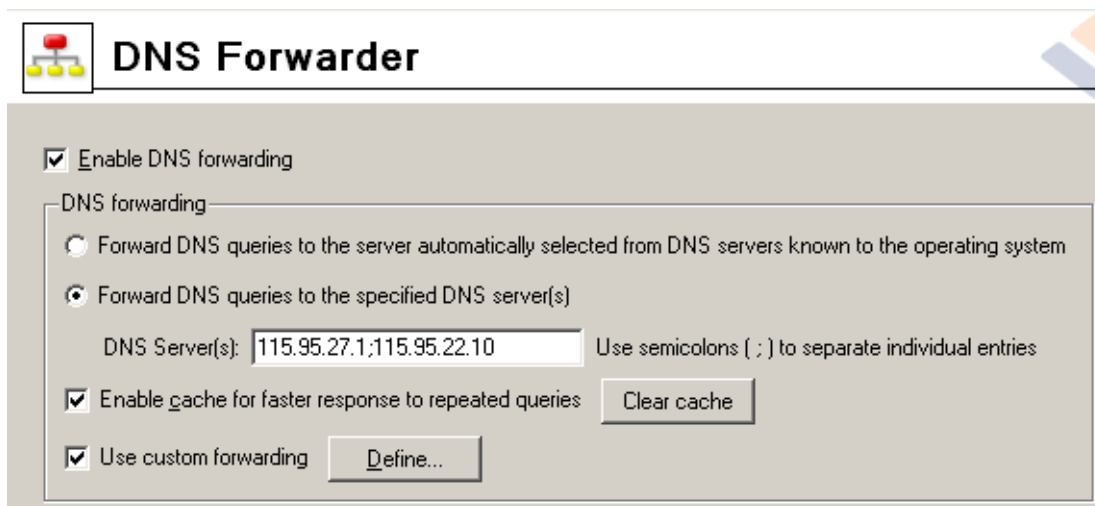 DNS Forwarder
Enable DNS forwarding
DNS forwarding
Forward DNS queries to the server automatically selected from DNS servers known to the operating system
Forward DNS queries to the specified DNS server(s)
DNS Server(s): 115.95.27.1;115.95.22.10 Use semicolons ( ; ) to separate individual entries
Enable cache for faster response to repeated queries Clear cache
Use custom forwarding Define...